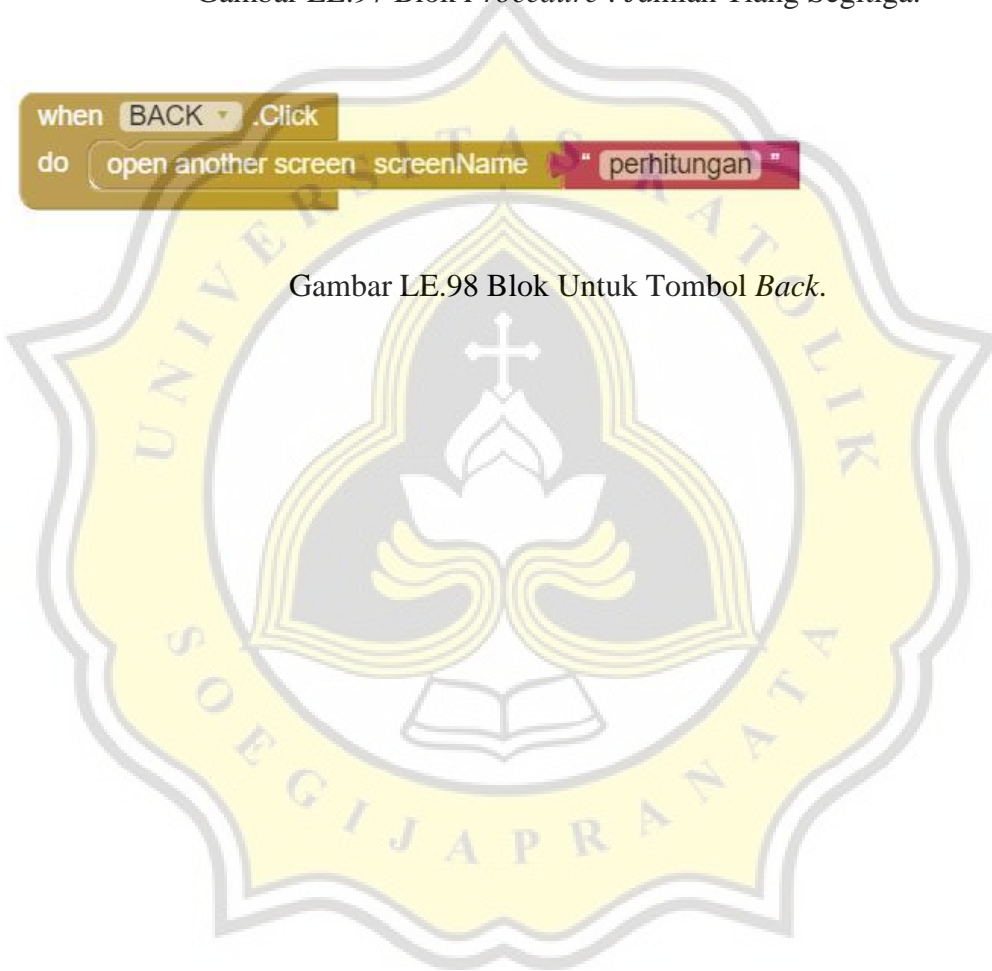 Gambar LE.97 Blok Procedure : Jumlah Tiang Segitiga.
when BACK .Click
do open another screen screenName " perhitungan "
Gambar LE.98 Blok Untuk Tombol Back.
UNIVERSITAS KATOLIK
SOEGIJAPRANATA